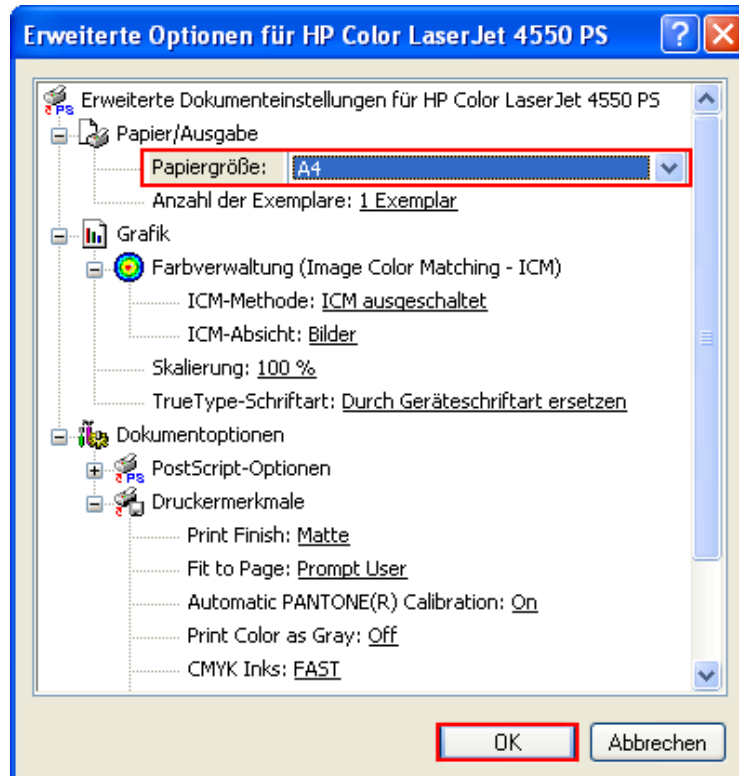 Erweiterte Optionen für HP Color LaserJet 4550 PS
Erweiterte Dokumenteinstellungen für HP Color LaserJet 4550 PS
Papier/Ausgabe
Papiergröße: A4
Anzahl der Exemplare: 1 Exemplar
Grafik
Farbverwaltung (Image Color Matching - ICM)
ICM-Methode: ICM ausgeschaltet
ICM-Absicht: Bilder
Skalierung: 100 %
TrueType-Schriftart: Durch Geräteschriftart ersetzen
Dokumentoptionen
PostScript-Optionen
Druckermerkmale
Print Finish: Matte
Fit to Page: Prompt User
Automatic PANTONE(R) Calibration: On
Print Color as Gray: Off
CMYK Inks: FAST
OK Abbrechen